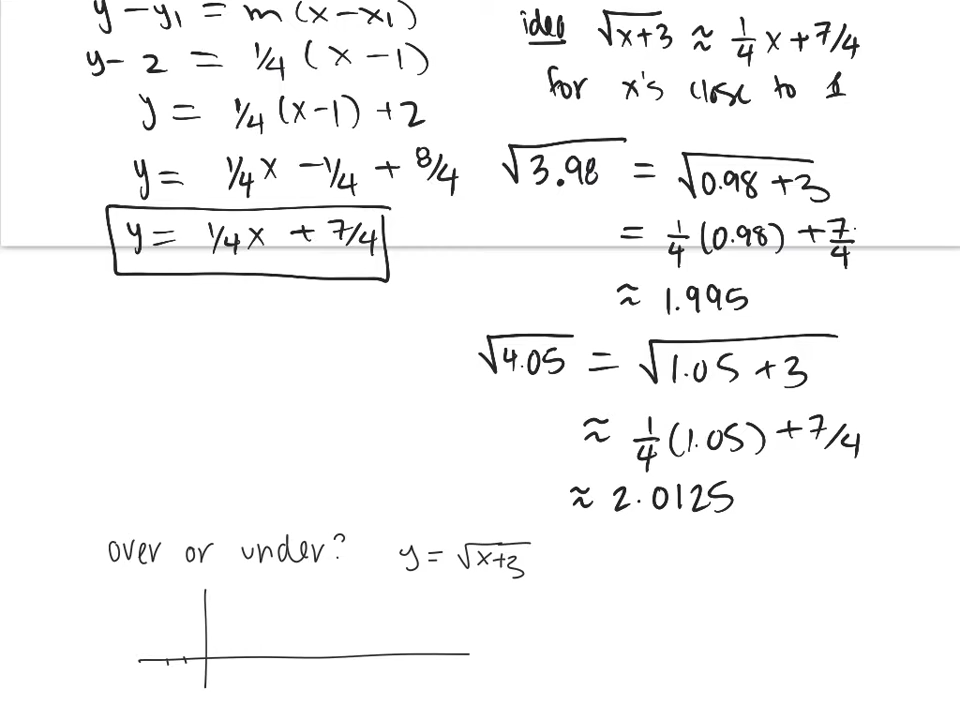 y - y₁ = m(x - x₁)
y - 2 = 1/4 (x - 1)
y = 1/4 (x - 1) + 2
y = 1/4 x - 1/4 + 8/4
y = 1/4 x + 7/4
idea √(x+3) ≈ 1/4 x + 7/4
for x's close to 1
√3.98 = √(0.98 + 3)
= 1/4 (0.98) + 7/4
≈ 1.995
√4.05 = √(1.05 + 3)
≈ 1/4 (1.05) + 7/4
≈ 2.0125
over or under? y = √(x+3)